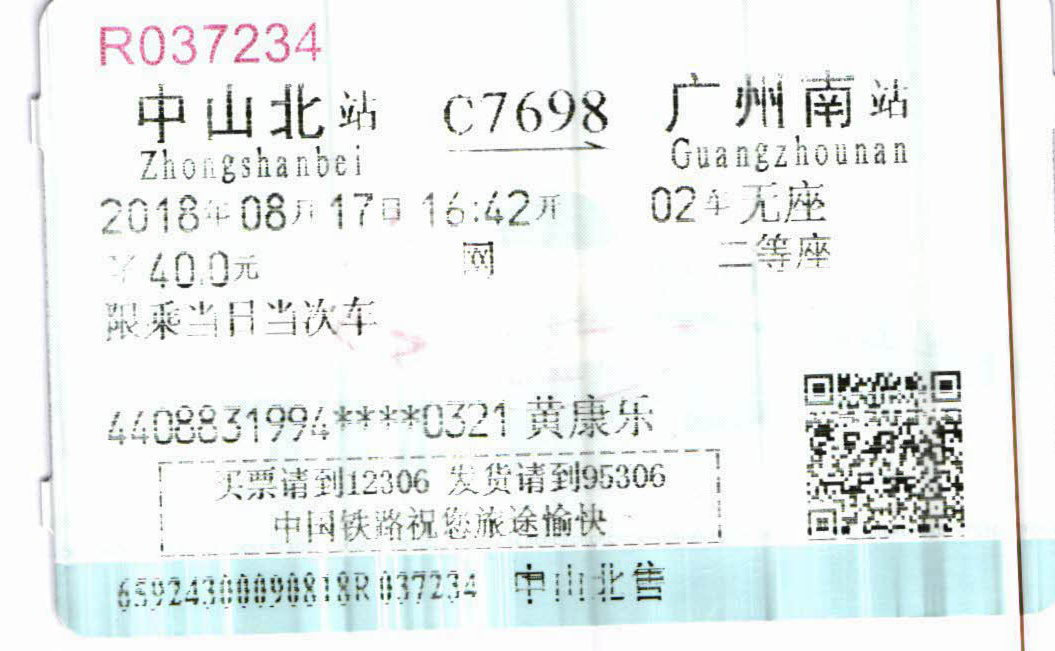 R037234
中山北站 C7698 广州南站
Zhongshanbei Guangzhounan
2018年08月17日 16:42开 02车无座
￥40.0元 网 二等座
限乘当日当次车
4408831994****0321 黄康乐
买票请到12306 发货请到95306
中国铁路祝您旅途愉快
65924300090818R037234 中山北售